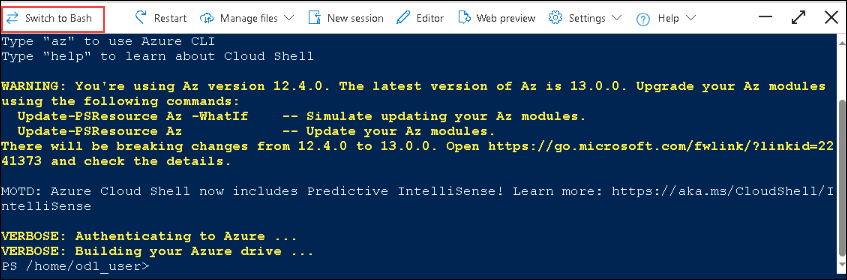 Switch to Bash Restart Manage files New session Editor Web preview Settings Help
Type "az" to use Azure CLI
Type "help" to learn about Cloud Shell
WARNING: You're using Az version 12.4.0. The latest version of Az is 13.0.0. Upgrade your Az modules
using the following commands:
  Update-PSResource Az -WhatIf    -- Simulate updating your Az modules.
  Update-PSResource Az            -- Update your Az modules.
There will be breaking changes from 12.4.0 to 13.0.0. Open https://go.microsoft.com/fwlink/?linkid=22
41373 and check the details.
MOTD: Azure Cloud Shell now includes Predictive IntelliSense! Learn more: https://aka.ms/CloudShell/I
ntelliSense
VERBOSE: Authenticating to Azure ...
VERBOSE: Building your Azure drive ...
PS /home/odl_user>